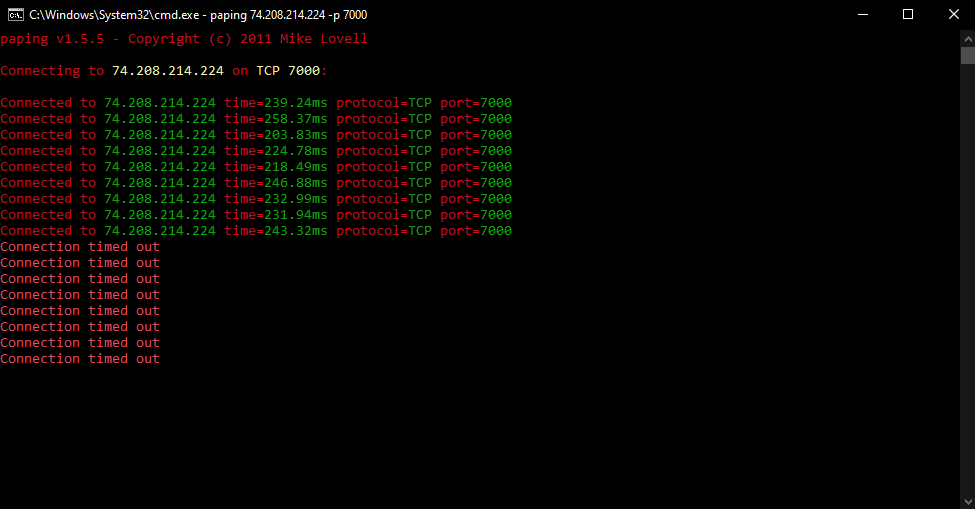 C:\Windows\System32\cmd.exe - paping 74.208.214.224 -p 7000
paping v1.5.5 - Copyright (c) 2011 Mike Lovell
Connecting to 74.208.214.224 on TCP 7000:
Connected to 74.208.214.224 time=239.24ms protocol=TCP port=7000
Connected to 74.208.214.224 time=258.37ms protocol=TCP port=7000
Connected to 74.208.214.224 time=203.83ms protocol=TCP port=7000
Connected to 74.208.214.224 time=224.78ms protocol=TCP port=7000
Connected to 74.208.214.224 time=218.49ms protocol=TCP port=7000
Connected to 74.208.214.224 time=246.88ms protocol=TCP port=7000
Connected to 74.208.214.224 time=232.99ms protocol=TCP port=7000
Connected to 74.208.214.224 time=231.94ms protocol=TCP port=7000
Connected to 74.208.214.224 time=243.32ms protocol=TCP port=7000
Connection timed out
Connection timed out
Connection timed out
Connection timed out
Connection timed out
Connection timed out
Connection timed out
Connection timed out